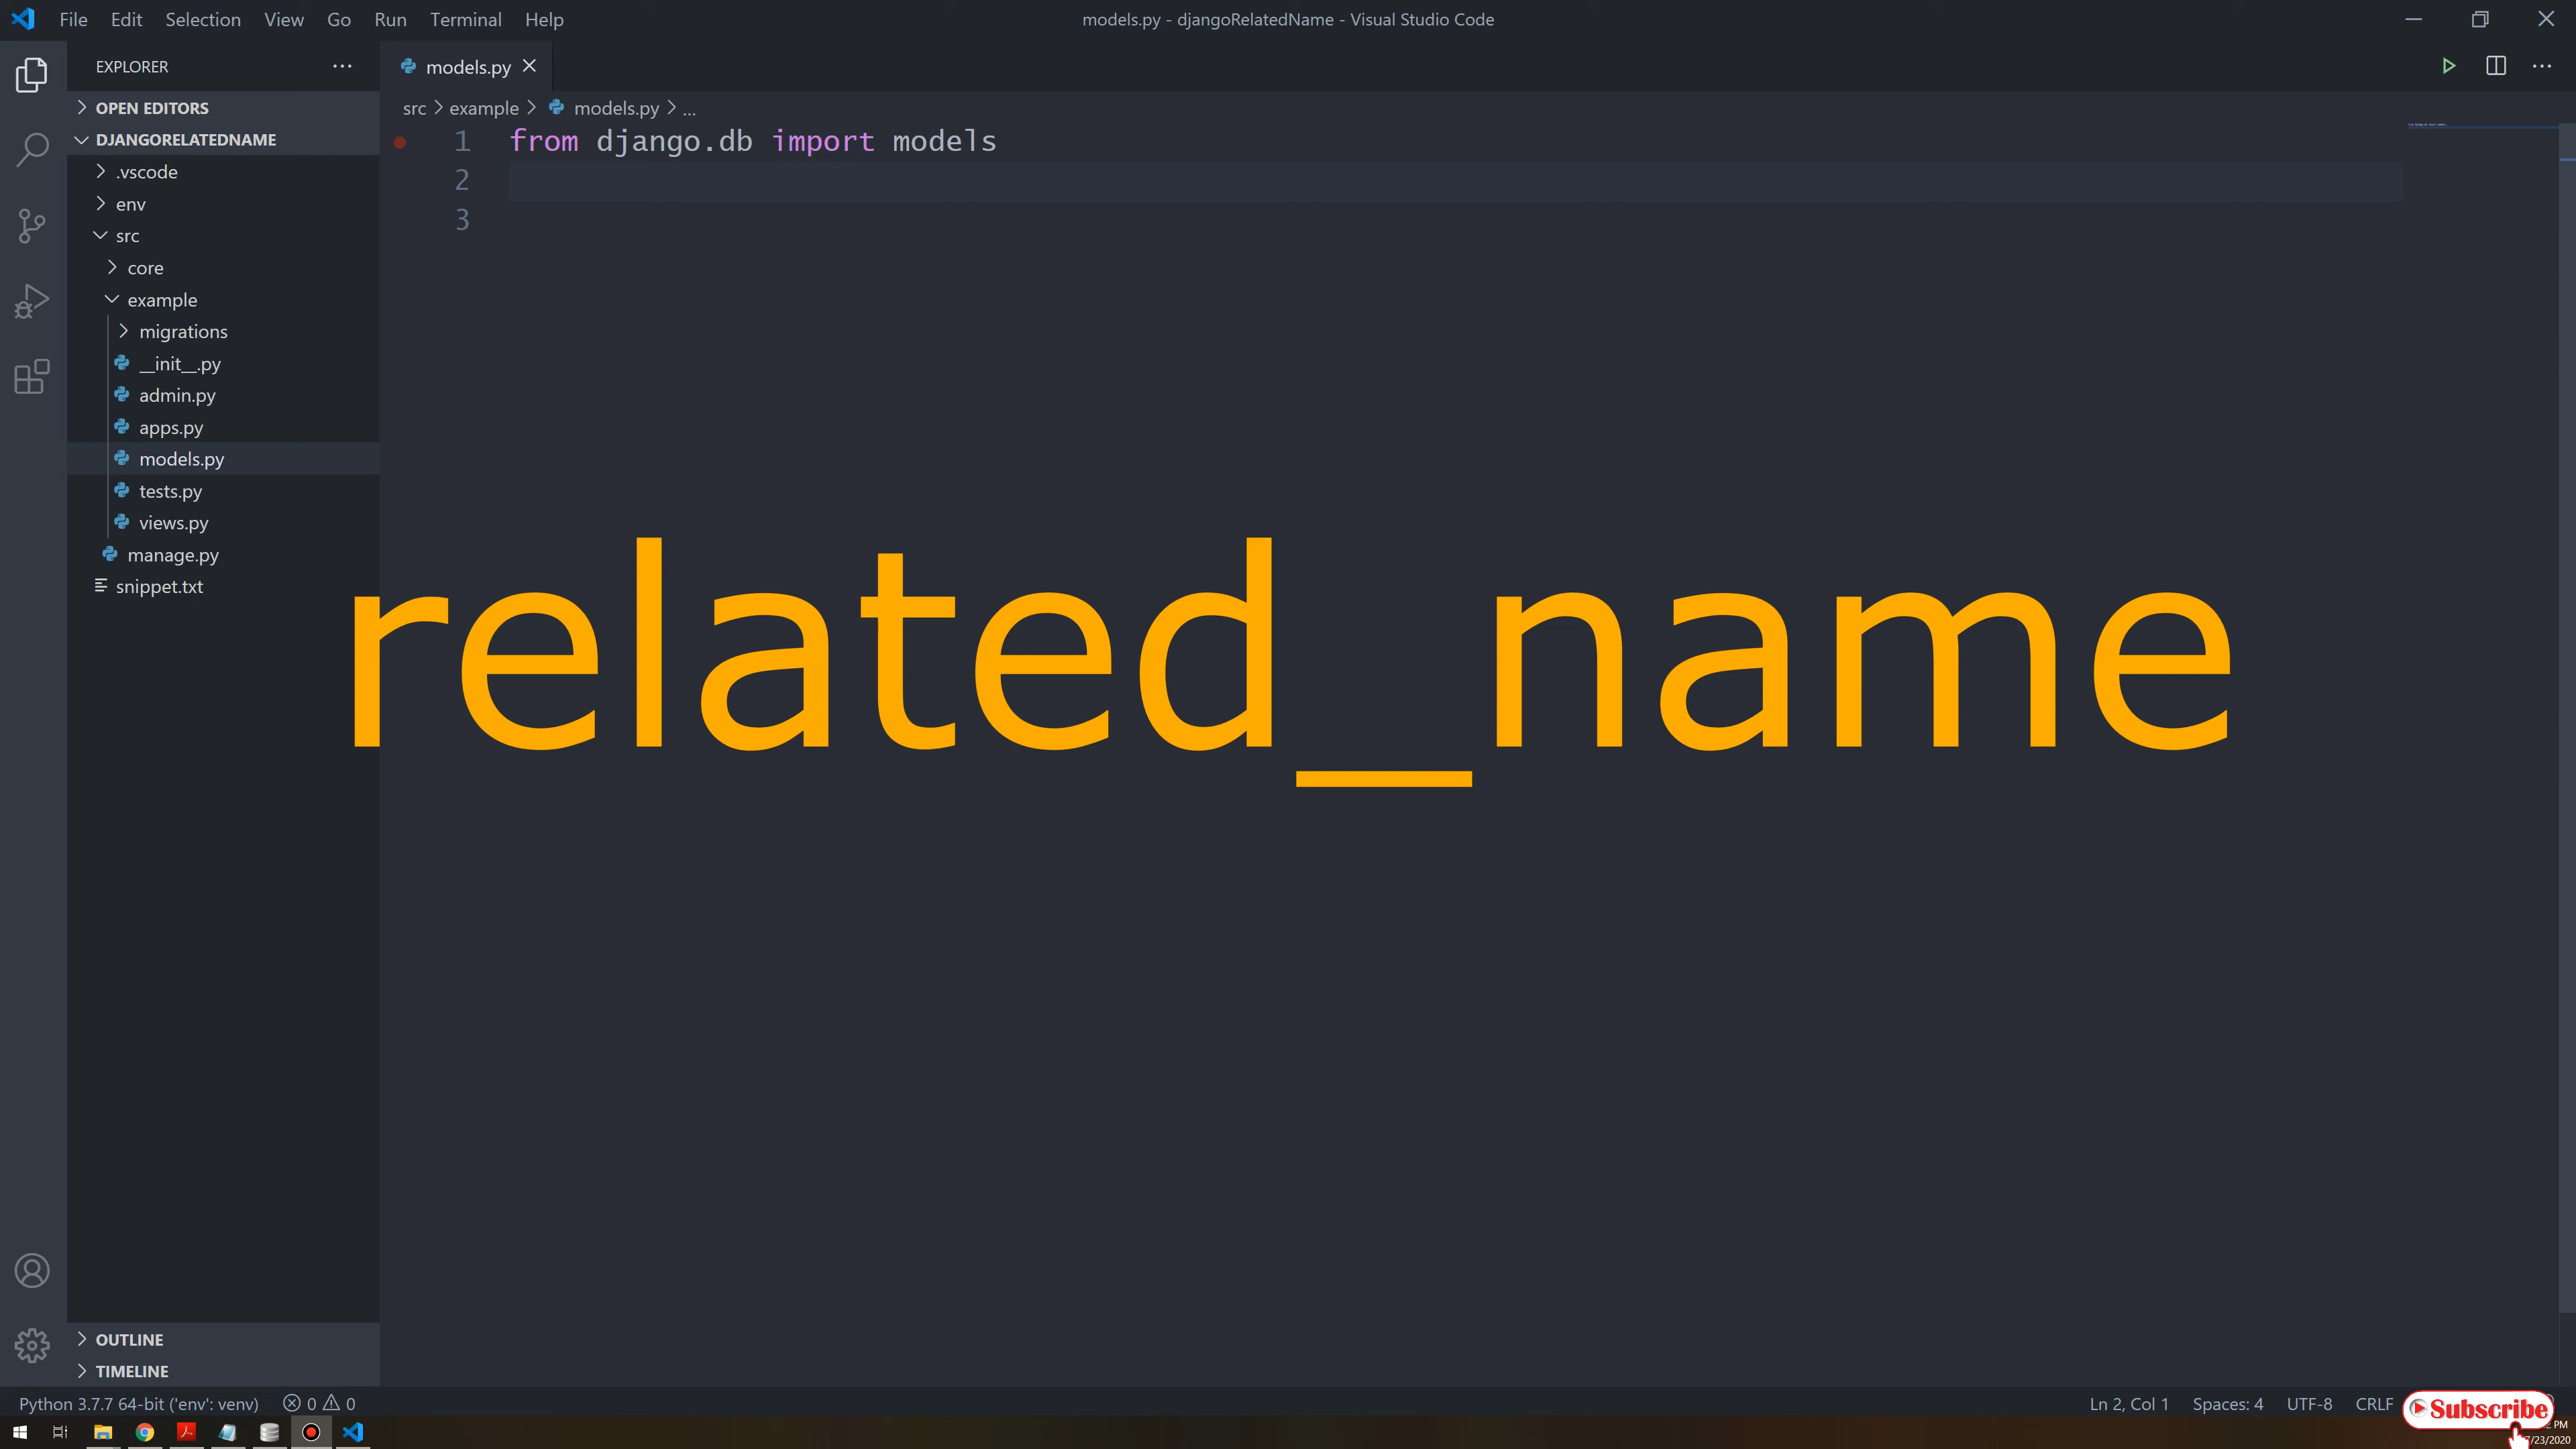 File Edit Selection View Go Run Terminal Help
models.py - djangoRelatedName - Visual Studio Code
EXPLORER
models.py
OPEN EDITORS
DJANGORELATEDNAME
.vscode
env
src
core
example
migrations
__init__.py
admin.py
apps.py
models.py
tests.py
views.py
manage.py
snippet.txt
OUTLINE
TIMELINE
src > example > models.py > ...
1 from django.db import models
2
3
related_name
Python 3.7.7 64-bit ('env': venv) 0 0
Ln 2, Col 1 Spaces: 4 UTF-8 CRLF
Subscribe
PM
/23/2020